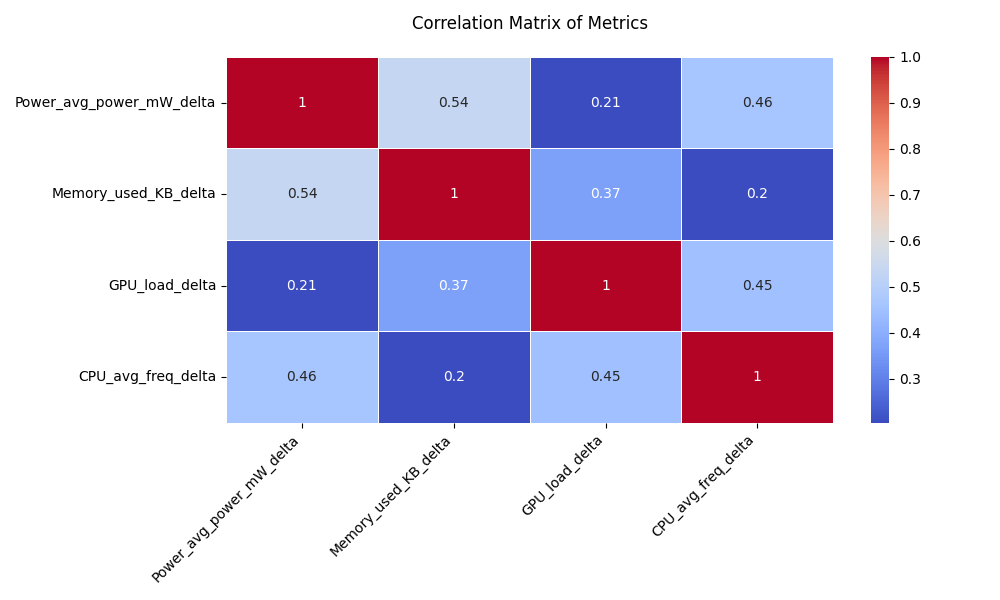 Correlation Matrix of Metrics
Power_avg_power_mW_delta
1
0.54
0.21
0.46
Memory_used_KB_delta
0.54
1
0.37
0.2
GPU_load_delta
0.21
0.37
1
0.45
CPU_avg_freq_delta
0.46
0.2
0.45
1
Power_avg_power_mW_delta
Memory_used_KB_delta
GPU_load_delta
CPU_avg_freq_delta
1.0
0.9
0.8
0.7
0.6
0.5
0.4
0.3